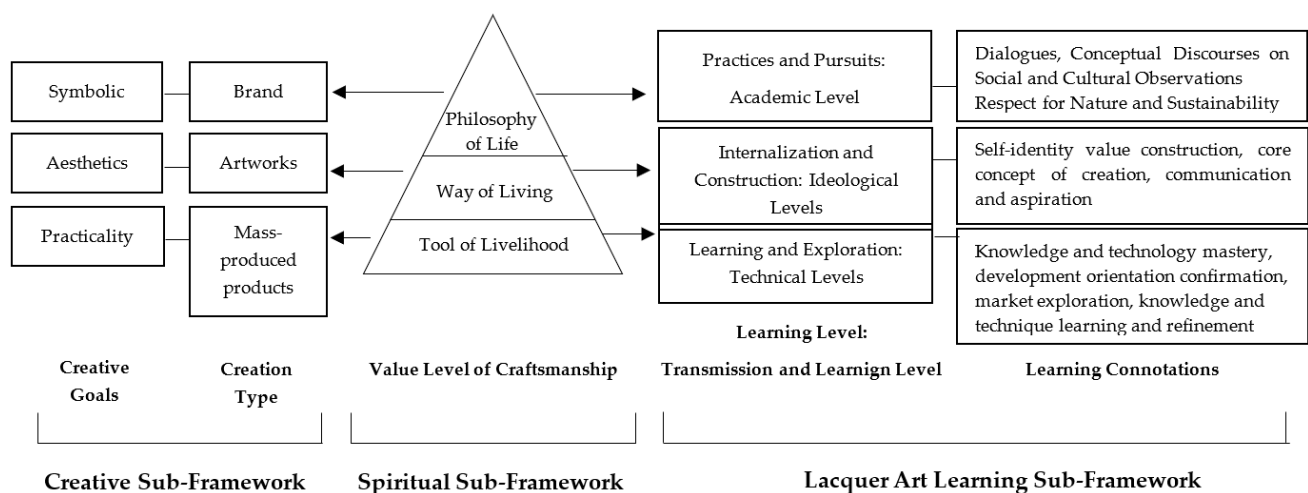 Symbolic
Brand
Philosophy
of Life
Practices and Pursuits:
Academic Level
Dialogues, Conceptual Discourses on
Social and Cultural Observations
Respect for Nature and Sustainability
Aesthetics
Artworks
Way of Living
Internalization and
Construction: Ideological
Levels
Self-identity value construction, core
concept of creation, communication
and aspiration
Practicality
Mass-
produced
products
Tool of Livelihood
Learning and Exploration:
Technical Levels
Knowledge and technology mastery,
development orientation confirmation,
market exploration, knowledge and
technique learning and refinement
Creative
Goals
Creation
Type
Value Level of Craftsmanship
Learning Level:
Transmission and Learnign Level
Learning Connotations
Creative Sub-Framework
Spiritual Sub-Framework
Lacquer Art Learning Sub-Framework